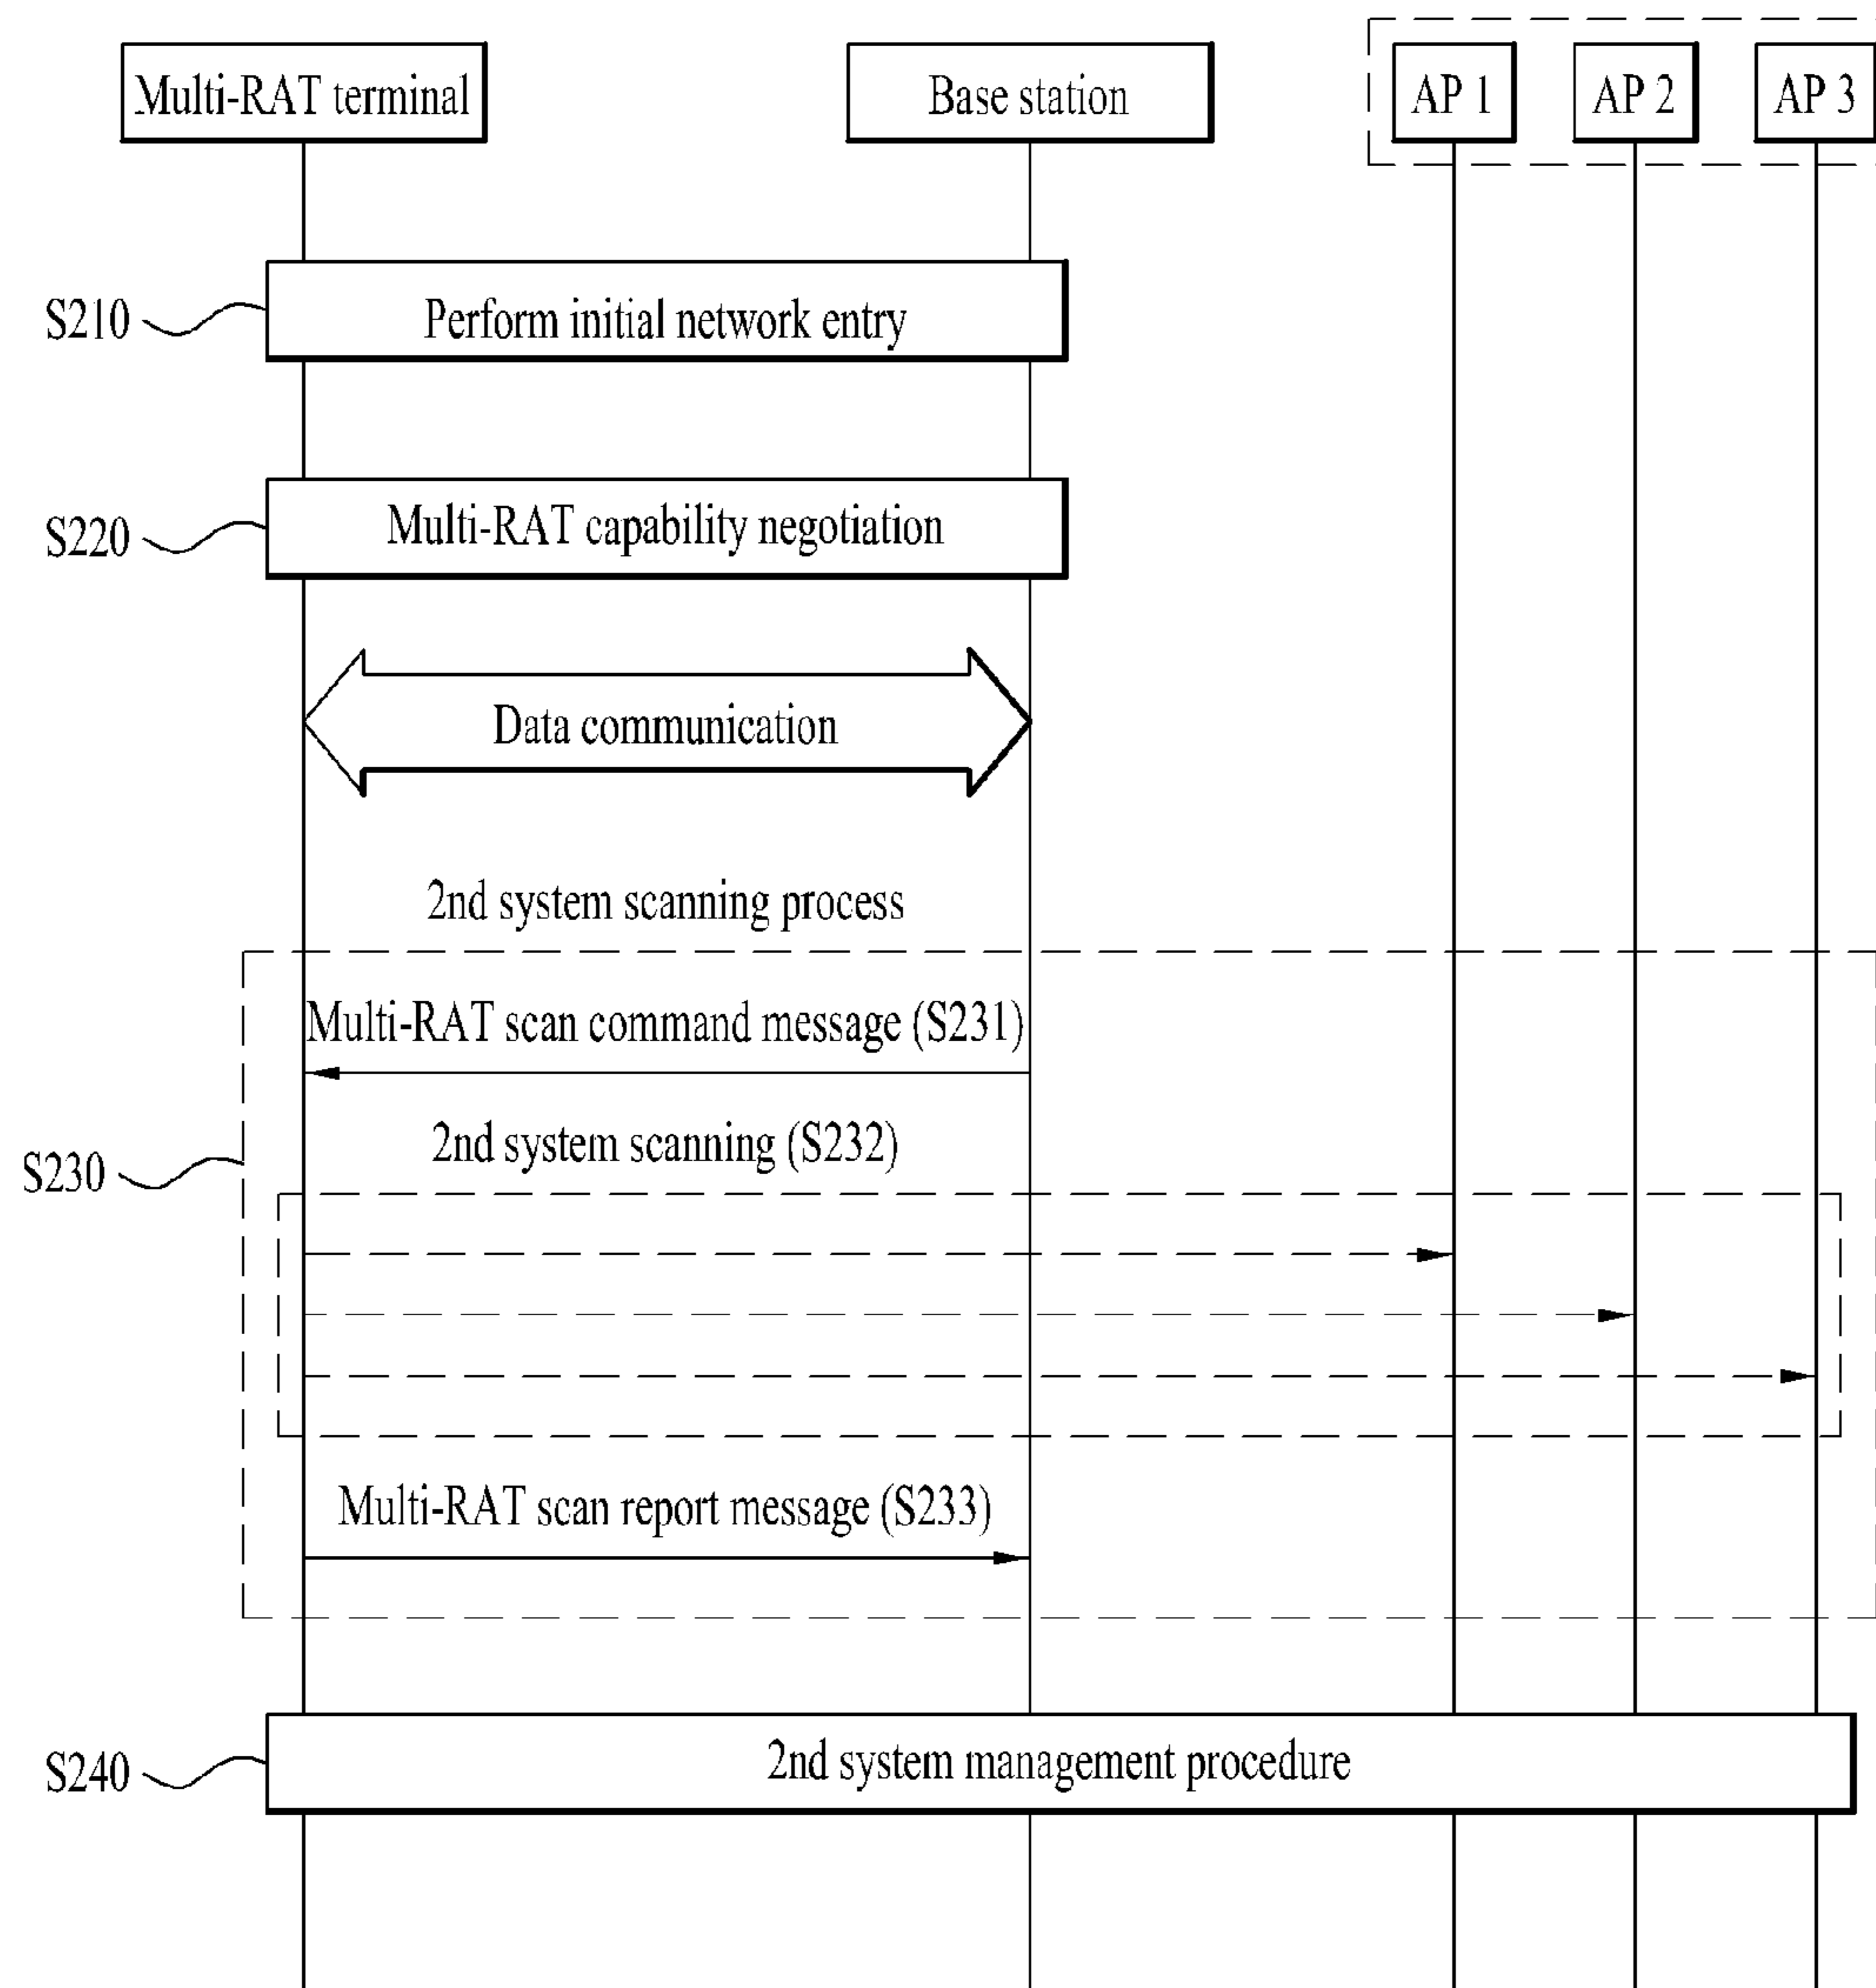 Multi-RAT terminal
Base station
AP 1
AP 2
AP 3
S210
Perform initial network entry
S220
Multi-RAT capability negotiation
Data communication
2nd system scanning process
Multi-RAT scan command message (S231)
2nd system scanning (S232)
S230
Multi-RAT scan report message (S233)
S240
2nd system management procedure